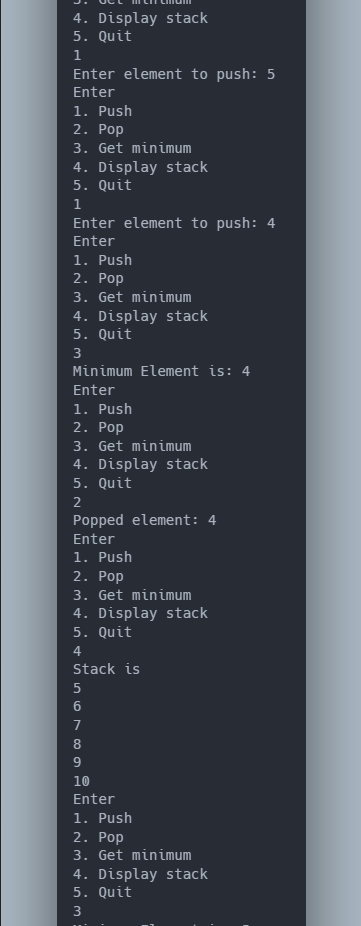 3. Get minimum
4. Display stack
5. Quit
1
Enter element to push: 5
Enter
1. Push
2. Pop
3. Get minimum
4. Display stack
5. Quit
1
Enter element to push: 4
Enter
1. Push
2. Pop
3. Get minimum
4. Display stack
5. Quit
3
Minimum Element is: 4
Enter
1. Push
2. Pop
3. Get minimum
4. Display stack
5. Quit
2
Popped element: 4
Enter
1. Push
2. Pop
3. Get minimum
4. Display stack
5. Quit
4
Stack is
5
6
7
8
9
10
Enter
1. Push
2. Pop
3. Get minimum
4. Display stack
5. Quit
3